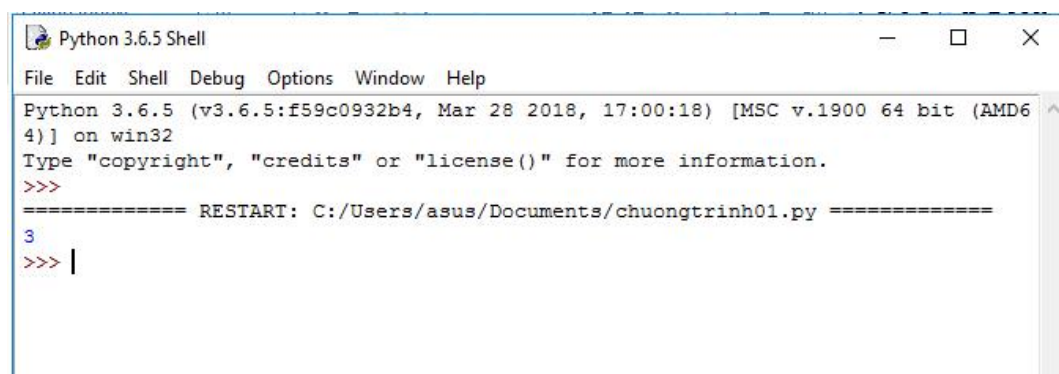 Python 3.6.5 Shell
File Edit Shell Debug Options Window Help
Python 3.6.5 (v3.6.5:f59c0932b4, Mar 28 2018, 17:00:18) [MSC v.1900 64 bit (AMD6
4)] on win32
Type "copyright", "credits" or "license()" for more information.
>>>
============= RESTART: C:/Users/asus/Documents/chuongtrinh01.py =============
3
>>>